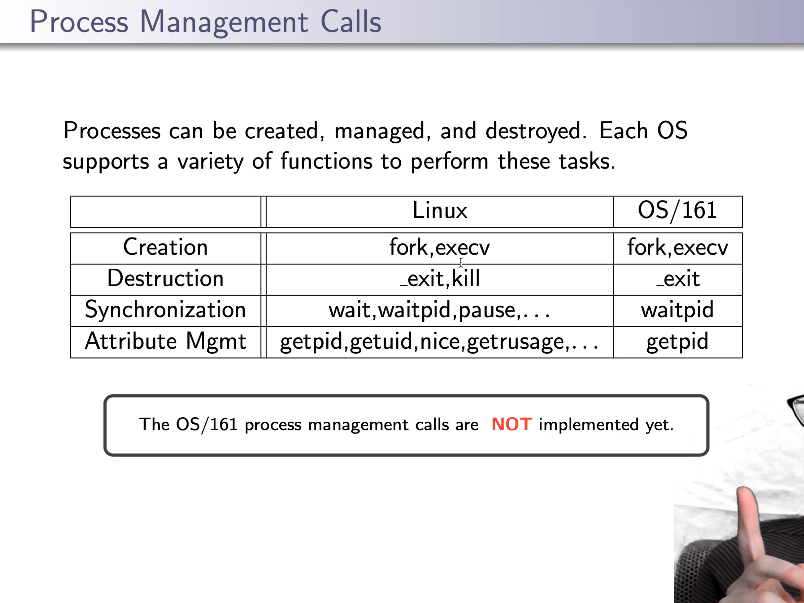 Process Management Calls
Processes can be created, managed, and destroyed. Each OS
supports a variety of functions to perform these tasks.
Linux OS/161
Creation fork,execv fork,execv
Destruction _exit,kill _exit
Synchronization wait,waitpid,pause,... waitpid
Attribute Mgmt getpid,getuid,nice,getrusage,... getpid
The OS/161 process management calls are NOT implemented yet.